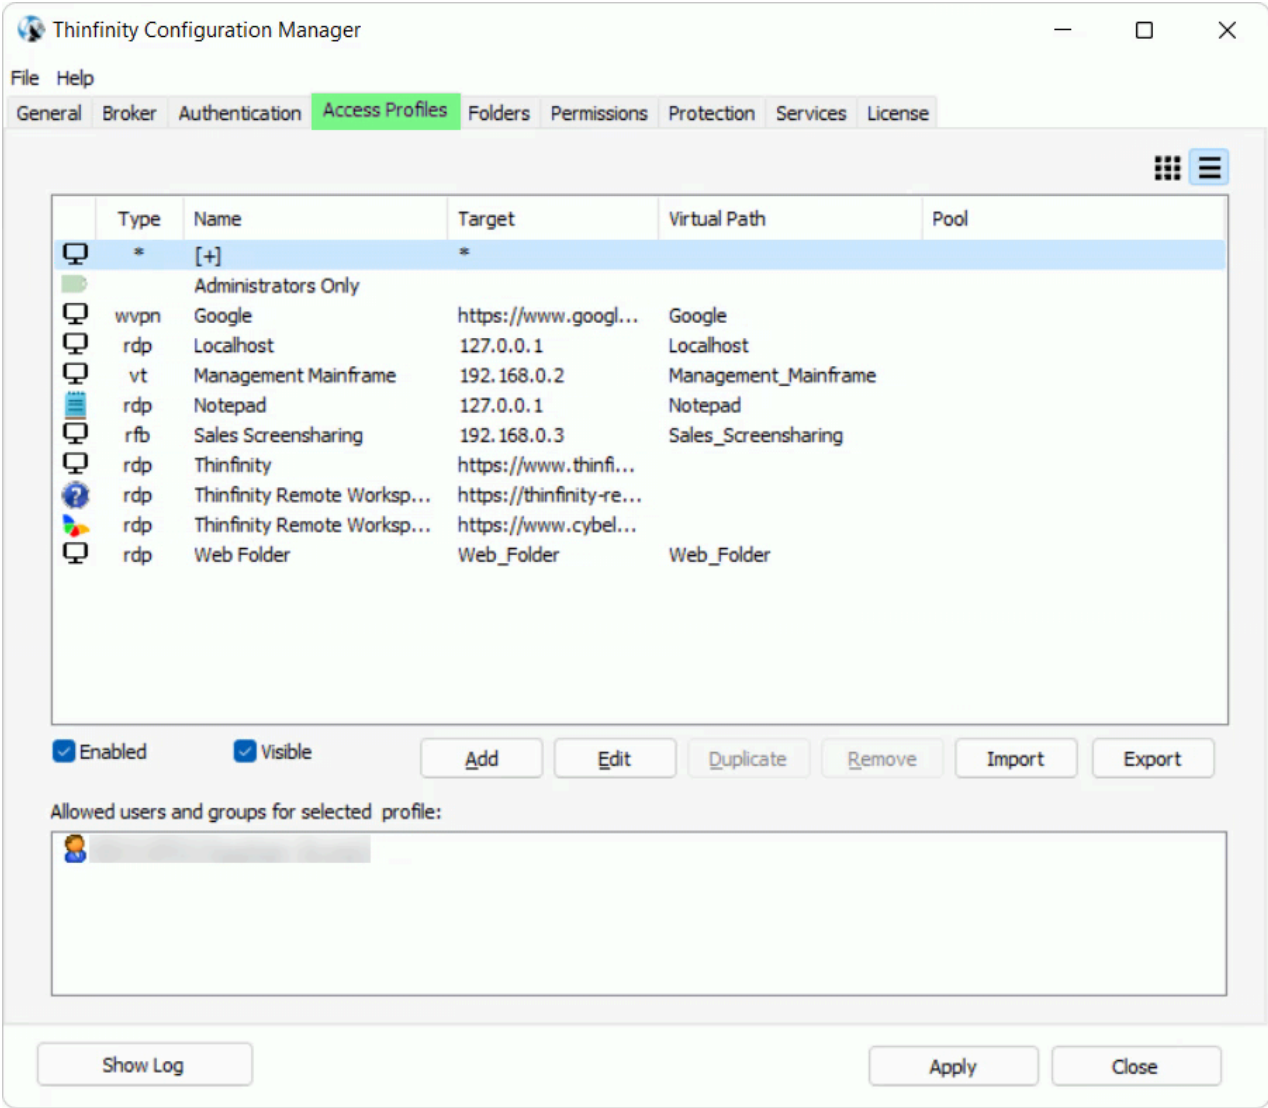 Thinfinity Configuration Manager
File Help
General Broker Authentication Access Profiles Folders Permissions Protection Services License
Type Name Target Virtual Path Pool
* [+] *
Administrators Only
wvpn Google https://www.googl... Google
rdp Localhost 127.0.0.1 Localhost
vt Management Mainframe 192.168.0.2 Management_Mainframe
rdp Notepad 127.0.0.1 Notepad
rfb Sales Screensharing 192.168.0.3 Sales_Screensharing
rdp Thinfinity https://www.thinfi...
rdp Thinfinity Remote Worksp... https://thinfinity-re...
rdp Thinfinity Remote Worksp... https://www.cybel...
rdp Web Folder Web_Folder Web_Folder
Enabled Visible Add Edit Duplicate Remove Import Export
Allowed users and groups for selected profile:
Show Log Apply Close